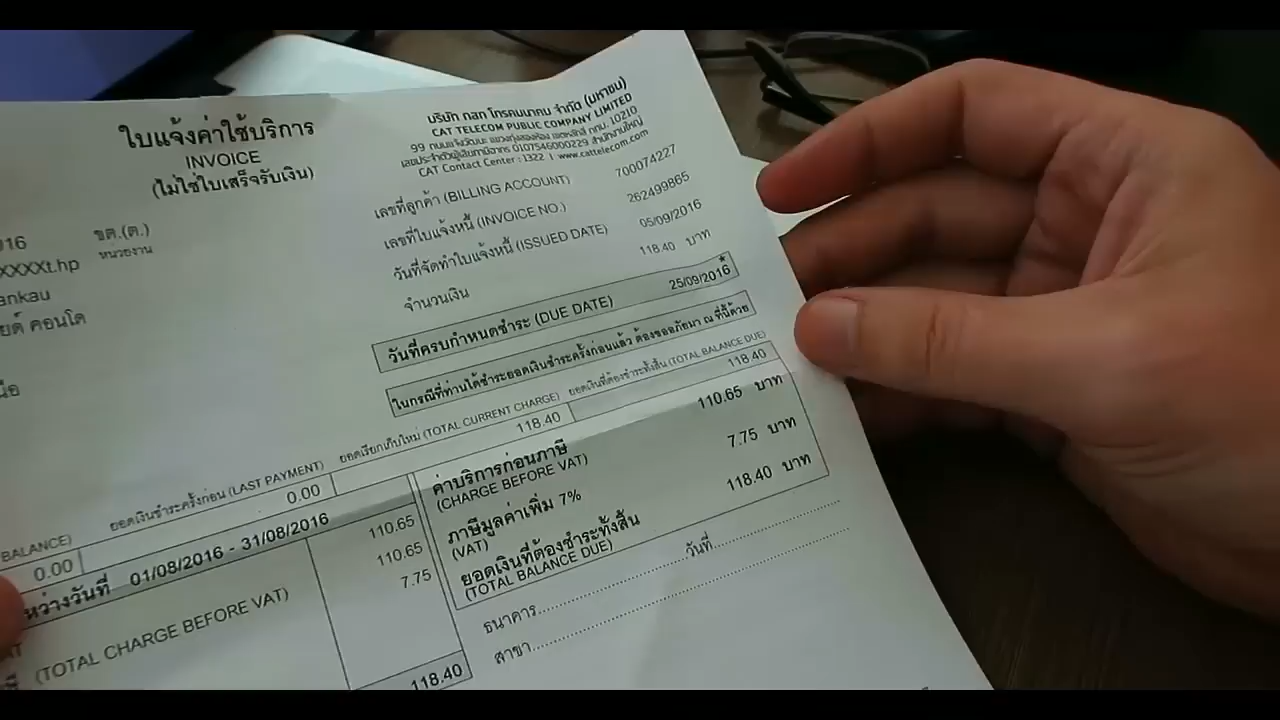 ใบแจ้งค่าใช้บริการ
INVOICE
(ไม่ใช่ใบเสร็จรับเงิน)
บริษัท กสท โทรคมนาคม จำกัด (มหาชน)
CAT TELECOM PUBLIC COMPANY LIMITED
99 ถนนแจ้งวัฒนะ แขวงทุ่งสองห้อง เขตหลักสี่ กทม. 10210
เลขประจำตัวผู้เสียภาษีอากร 0107546000229 สำนักงานใหญ่
CAT Contact Center : 1322 | www.cattelecom.com
เลขที่ลูกค้า (BILLING ACCOUNT) 700074227
เลขที่ใบแจ้งหนี้ (INVOICE NO.) 262499865
วันที่จัดทำใบแจ้งหนี้ (ISSUED DATE) 05/09/2016
จำนวนเงิน 118.40 บาท
วันที่ครบกำหนดชำระ (DUE DATE) 25/09/2016*
ในกรณีที่ท่านได้ชำระยอดเงินชำระครั้งก่อนแล้ว ต้องขออภัยมา ณ ที่นี้ด้วย
016 ขต.(ต.)
หน่วยงาน
XXXXt.hp
ankau
ยด์ คอนโด
นือ
BALANCE) ยอดเงินชำระครั้งก่อน (LAST PAYMENT) ยอดเรียกเก็บใหม่ (TOTAL CURRENT CHARGE) ยอดเงินที่ต้องชำระทั้งสิ้น (TOTAL BALANCE DUE)
0.00 0.00 118.40 118.40
หว่างวันที่ 01/08/2016 - 31/08/2016
110.65
110.65
(TOTAL CHARGE BEFORE VAT) 7.75
118.40
ค่าบริการก่อนภาษี 110.65 บาท
(CHARGE BEFORE VAT)
ภาษีมูลค่าเพิ่ม 7% 7.75 บาท
(VAT)
ยอดเงินที่ต้องชำระทั้งสิ้น 118.40 บาท
(TOTAL BALANCE DUE)
ธนาคาร..............................วันที่..............................
สาขา............................................................